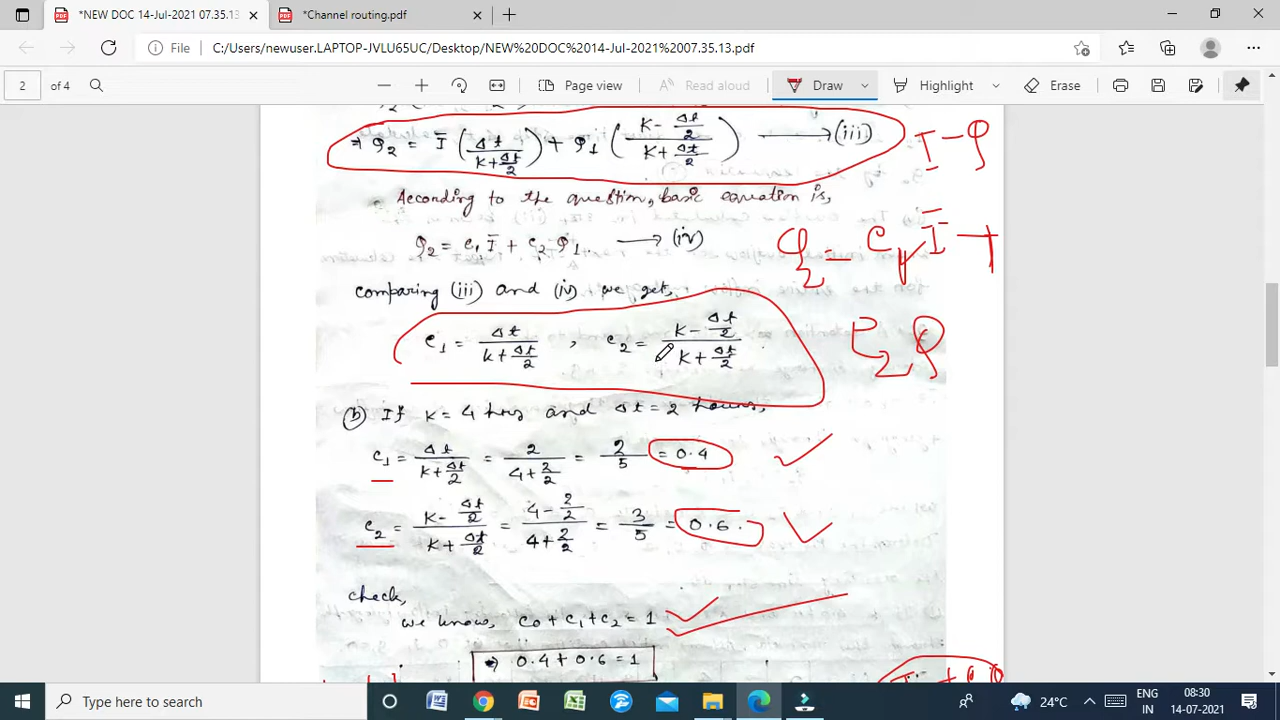 *NEW DOC 14-Jul-2021 07.35.13
*Channel routing.pdf
File
C:/Users/newuser.LAPTOP-JVLU65UC/Desktop/NEW%20DOC%2014-Jul-2021%2007.35.13.pdf
2 of 4
Page view
Read aloud
Draw
Highlight
Erase
⇒ Q₂ = Ī (Δt / (K + Δt/2)) + Q₁ ((K - Δt/2) / (K + Δt/2)) → (iii)
I - Q
According to the question, basic equation is,
Q₂ = C₁ Ī + C₂ Q₁. → (iv)
Q₂ = C₁ Ī +
comparing (iii) and (iv) we get,
C₂ Q
C₁ = Δt / (K + Δt/2) , C₂ = (K - Δt/2) / (K + Δt/2)
(b) If K = 4 hrs and Δt = 2 hours,
C₁ = Δt / (K + Δt/2) = 2 / (4 + 2/2) = 2/5 = 0.4
C₂ = (K - Δt/2) / (K + Δt/2) = (4 - 2/2) / (4 + 2/2) = 3/5 = 0.6.
check,
we know, C₀ + C₁ + C₂ = 1
⇒ 0.4 + 0.6 = 1
Type here to search
24°C
ENG
IN
08:30
14-07-2021